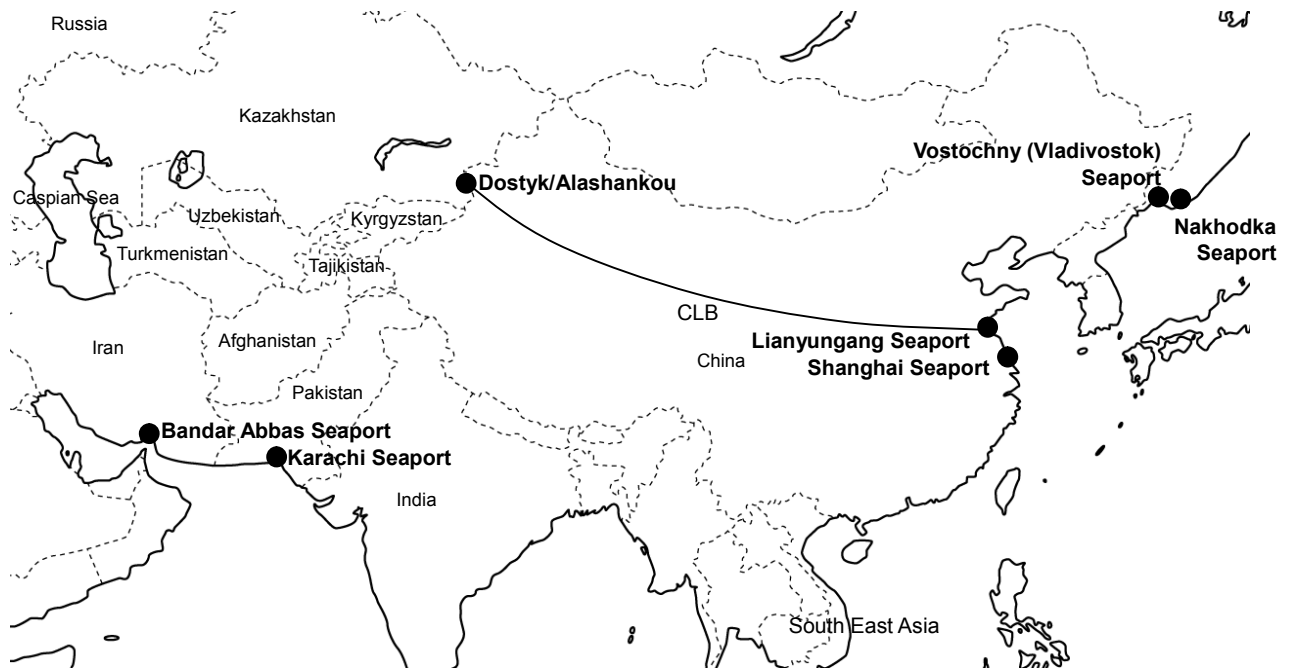 Russia
Kazakhstan
Vostochny (Vladivostok)
Seaport
Dostyk/Alashankou
Caspian Sea
Uzbekistan
Kyrgyzstan
Nakhodka
Seaport
Turkmenistan
Tajikistan
CLB
Iran
Afghanistan
Lianyungang Seaport
China
Shanghai Seaport
Pakistan
Bandar Abbas Seaport
Karachi Seaport
India
South East Asia